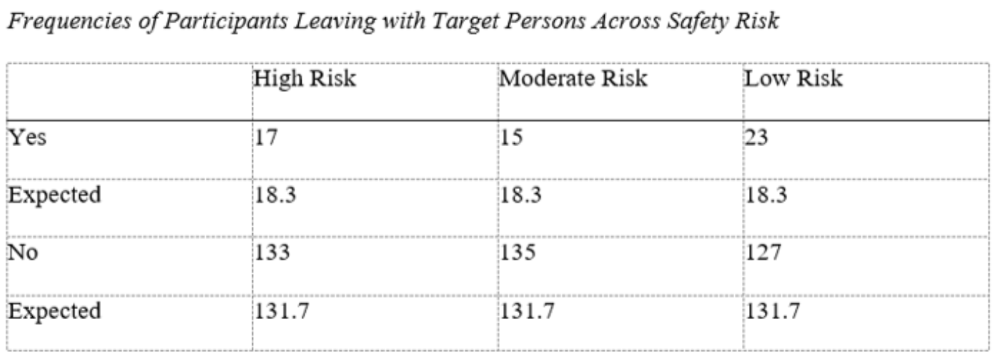 Frequencies of Participants Leaving with Target Persons Across Safety Risk
High Risk Moderate Risk Low Risk
Yes 17 15 23
Expected 18.3 18.3 18.3
No 133 135 127
Expected 131.7 131.7 131.7